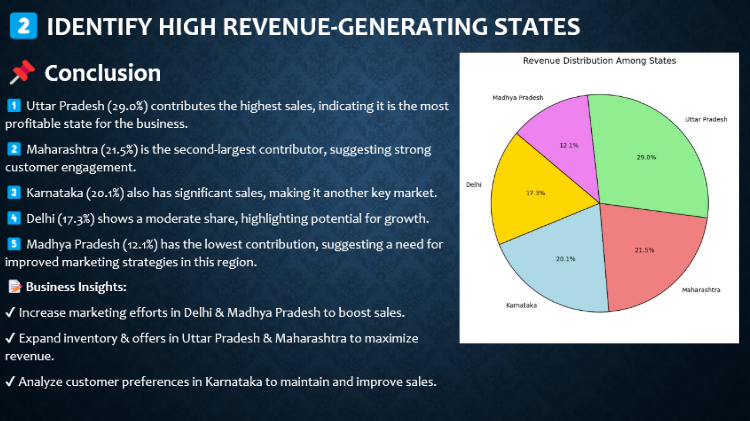 2 IDENTIFY HIGH REVENUE-GENERATING STATES
📌 Conclusion
1 Uttar Pradesh (29.0%) contributes the highest sales, indicating it is the most
profitable state for the business.
2 Maharashtra (21.5%) is the second-largest contributor, suggesting strong
customer engagement.
3 Karnataka (20.1%) also has significant sales, making it another key market.
4 Delhi (17.3%) shows a moderate share, highlighting potential for growth.
5 Madhya Pradesh (12.1%) has the lowest contribution, suggesting a need for
improved marketing strategies in this region.
📝 Business Insights:
✓ Increase marketing efforts in Delhi & Madhya Pradesh to boost sales.
✓ Expand inventory & offers in Uttar Pradesh & Maharashtra to maximize
revenue.
✓ Analyze customer preferences in Karnataka to maintain and improve sales.
Revenue Distribution Among States
Madhya Pradesh
Uttar Pradesh
12.1%
29.0%
Delhi
17.3%
21.5%
20.1%
Maharashtra
Karnataka